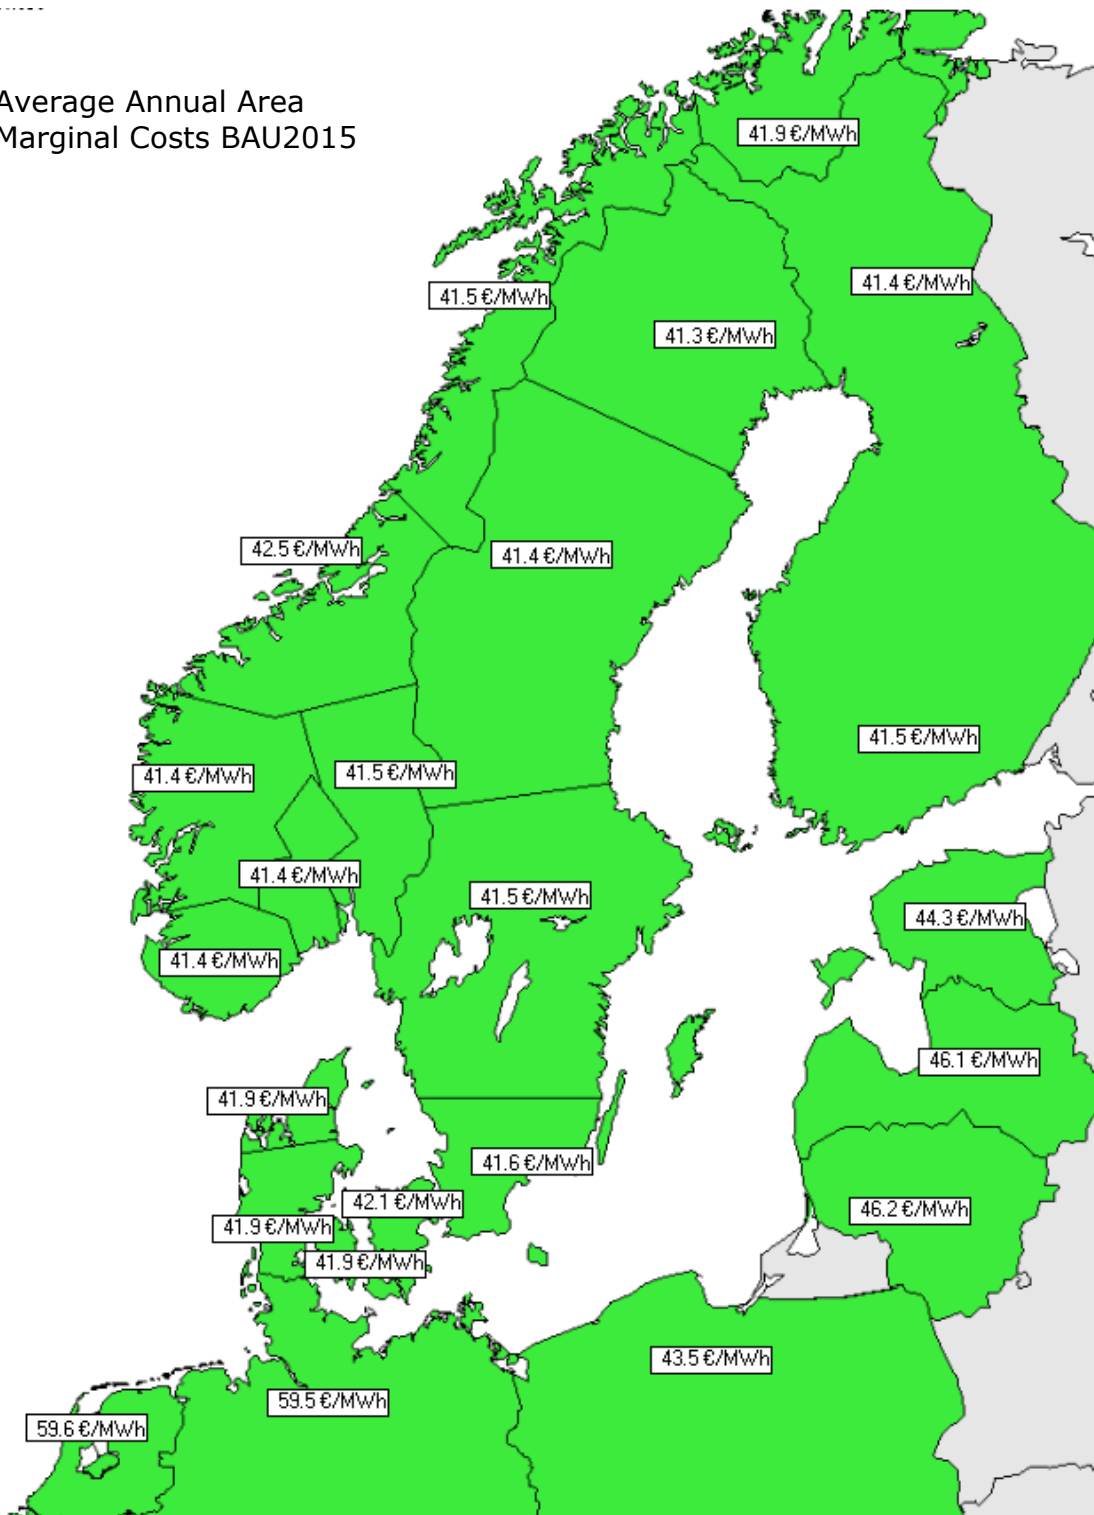 Average Annual Area
Marginal Costs BAU2015
41.9 €/MWh
41.4 €/MWh
41.5 €/MWh
41.3 €/MWh
42.5 €/MWh
41.4 €/MWh
41.5 €/MWh
41.4 €/MWh
41.5 €/MWh
41.4 €/MWh
41.5 €/MWh
44.3 €/MWh
41.4 €/MWh
46.1 €/MWh
41.9 €/MWh
41.6 €/MWh
42.1 €/MWh
46.2 €/MWh
41.9 €/MWh
41.9 €/MWh
43.5 €/MWh
59.5 €/MWh
59.6 €/MWh